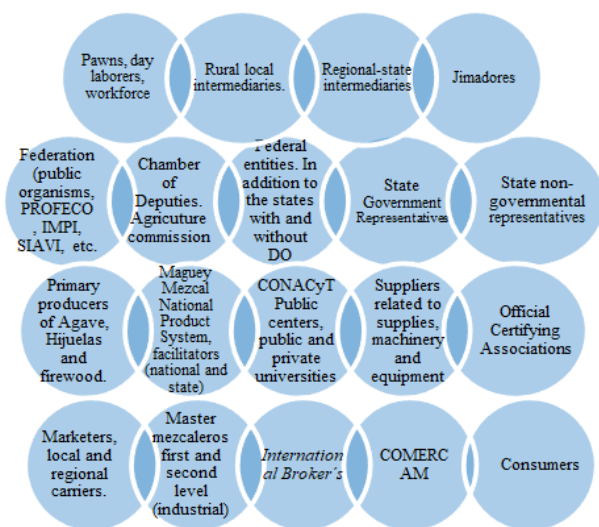 Pawns, day
laborers,
workforce
Rural local
intermediaries.
Regional-state
intermediaries
Jimadores
Federation
(public
organisms,
PROFECO
, IMPI,
SIAVI, etc.
Chamber
of
Deputies.
Agricuture
commission
Federal
entities. In
addition to
the states
with and
without
DO
State
Government
Representatives
State non-
governmental
representatives
Primary
producers
of Agave,
Hijuelas
and
firewood.
Maguey
Mezcal
National
Product
System,
facilitators
(national and
state)
CONACyT
Public
centers,
public and
private
universities
Suppliers
related to
supplies,
machinery
and
equipment
Official
Certifying
Associations
Marketers,
local and
regional
carriers.
Master
mezcaleros
first and
second
level
(industrial)
Internation
al Broker's
COMERC
AM
Consumers